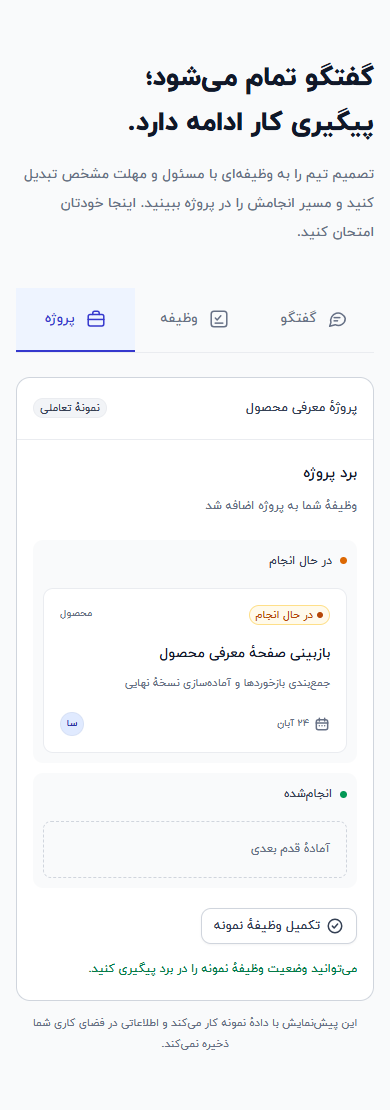 گفتگو تمام می‌شود؛
پیگیری کار ادامه دارد.
تصمیم تیم را به وظیفه‌ای با مسئول و مهلت مشخص تبدیل
کنید و مسیر انجامش را در پروژه ببینید. اینجا خودتان
امتحان کنید.
گفتگو
وظیفه
پروژه
پروژهٔ معرفی محصول
نمونهٔ تعاملی
برد پروژه
وظیفهٔ شما به پروژه اضافه شد
در حال انجام
در حال انجام
محصول
بازبینی صفحهٔ معرفی محصول
جمع‌بندی بازخوردها و آماده‌سازی نسخهٔ نهایی
۲۴ آبان
سا
انجام‌شده
آمادهٔ قدم بعدی
تکمیل وظیفهٔ نمونه
می‌توانید وضعیت وظیفهٔ نمونه را در برد پیگیری کنید.
این پیش‌نمایش با دادهٔ نمونه کار می‌کند و اطلاعاتی در فضای کاری شما
ذخیره نمی‌کند.